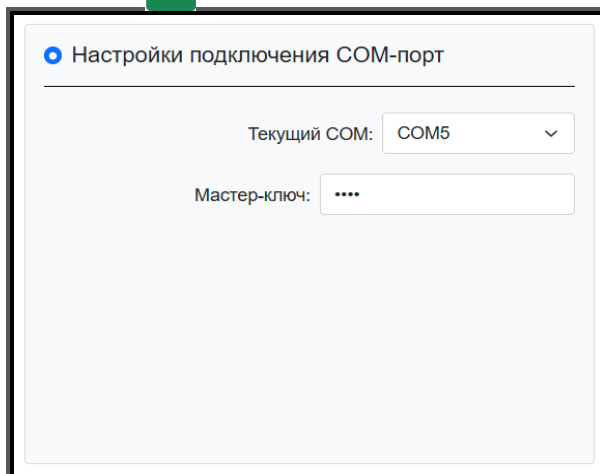 Настройки подключения COM-порт
Текущий COM: COM5
Мастер-ключ: ••••